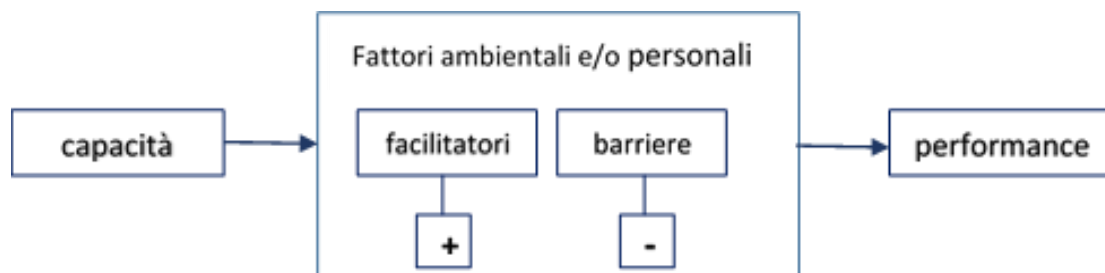 Fattori ambientali e/o personali
capacità
facilitatori
barriere
performance
+
-